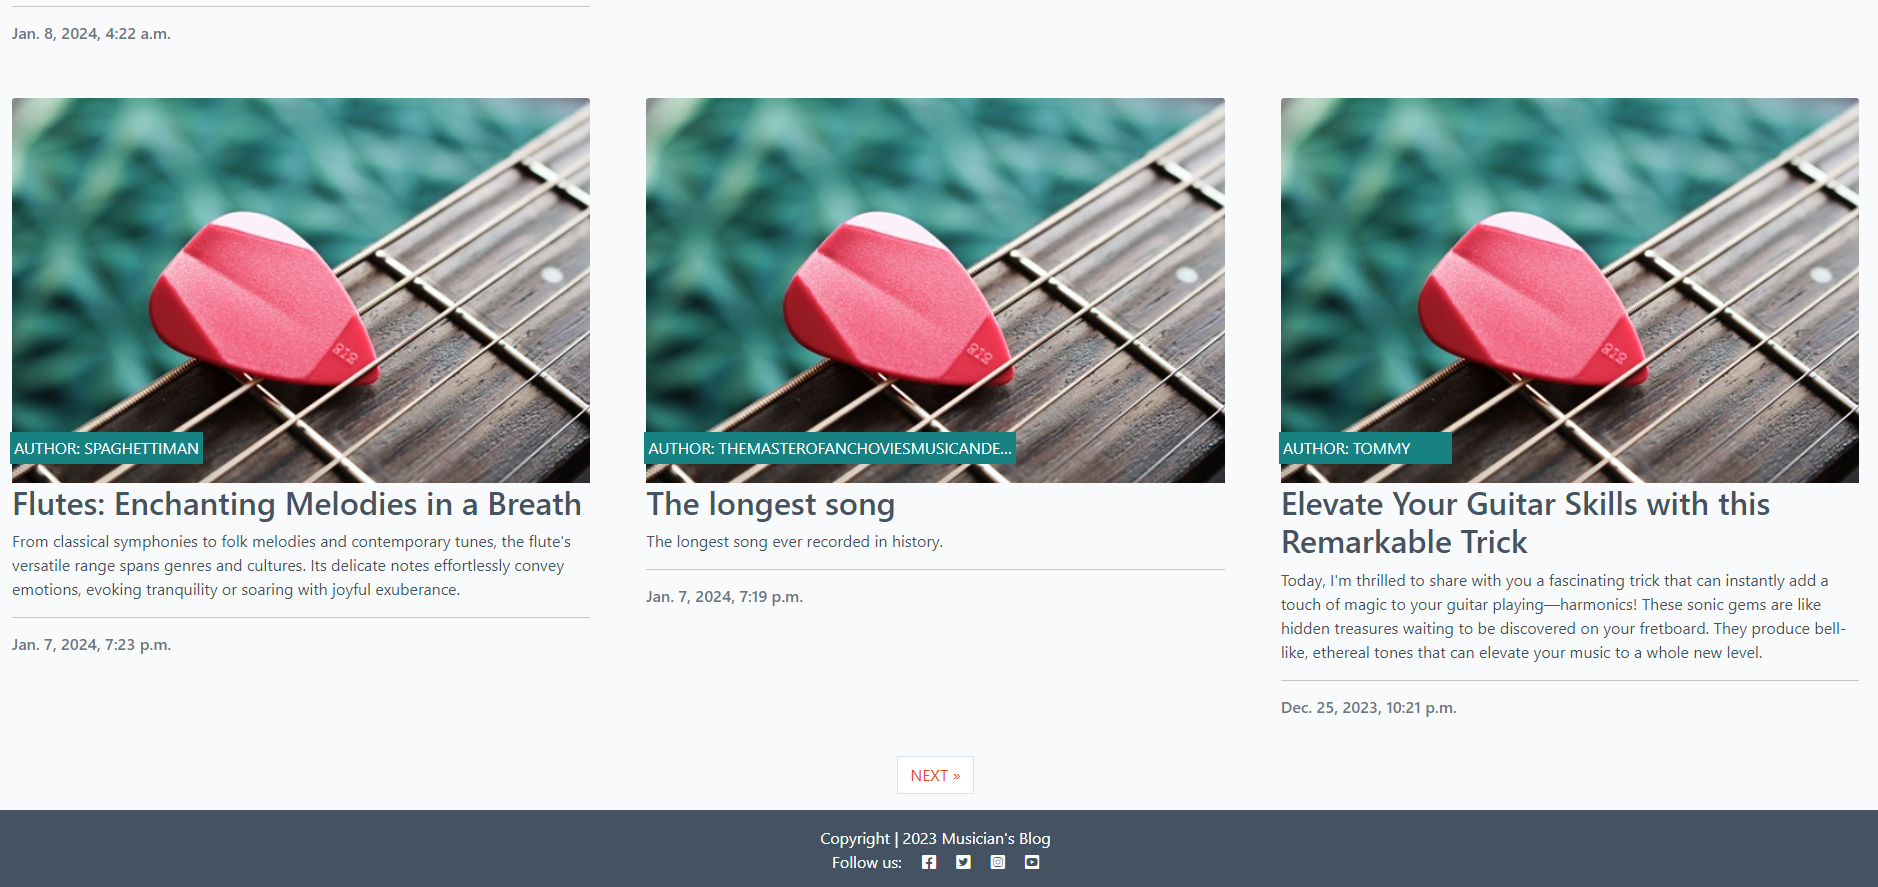 Jan. 8, 2024, 4:22 a.m.
AUTHOR: SPAGHETTIMAN
Flutes: Enchanting Melodies in a Breath
From classical symphonies to folk melodies and contemporary tunes, the flute's
versatile range spans genres and cultures. Its delicate notes effortlessly convey
emotions, evoking tranquility or soaring with joyful exuberance.
Jan. 7, 2024, 7:23 p.m.
AUTHOR: THEMASTEROFANCHOVIESMUSICANDE...
The longest song
The longest song ever recorded in history.
Jan. 7, 2024, 7:19 p.m.
AUTHOR: TOMMY
Elevate Your Guitar Skills with this
Remarkable Trick
Today, I'm thrilled to share with you a fascinating trick that can instantly add a
touch of magic to your guitar playing—harmonics! These sonic gems are like
hidden treasures waiting to be discovered on your fretboard. They produce bell-
like, ethereal tones that can elevate your music to a whole new level.
Dec. 25, 2023, 10:21 p.m.
NEXT »
Copyright | 2023 Musician's Blog
Follow us: